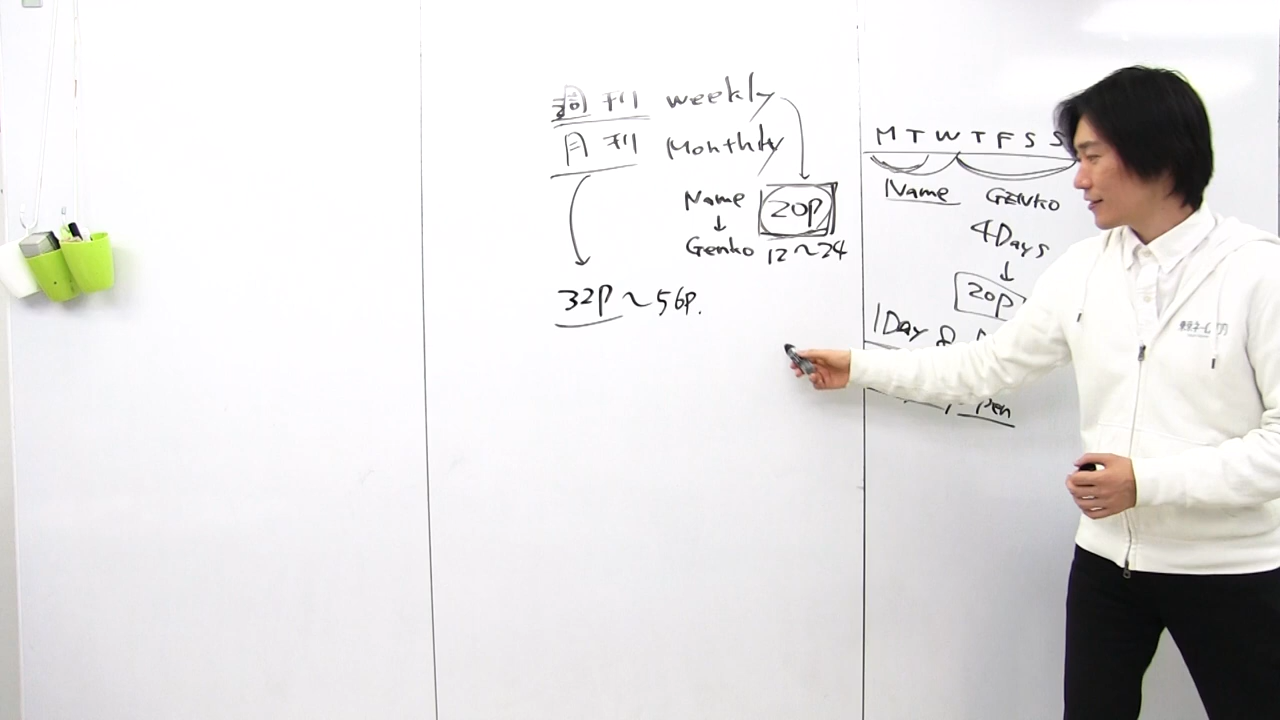 週刊 weekly
月刊 Monthly
Name
↓
Genko
20P
12〜24
32P〜56P.
M T W T F S S
Name
GENKO
4Days
↓
20P
1Day
Pen